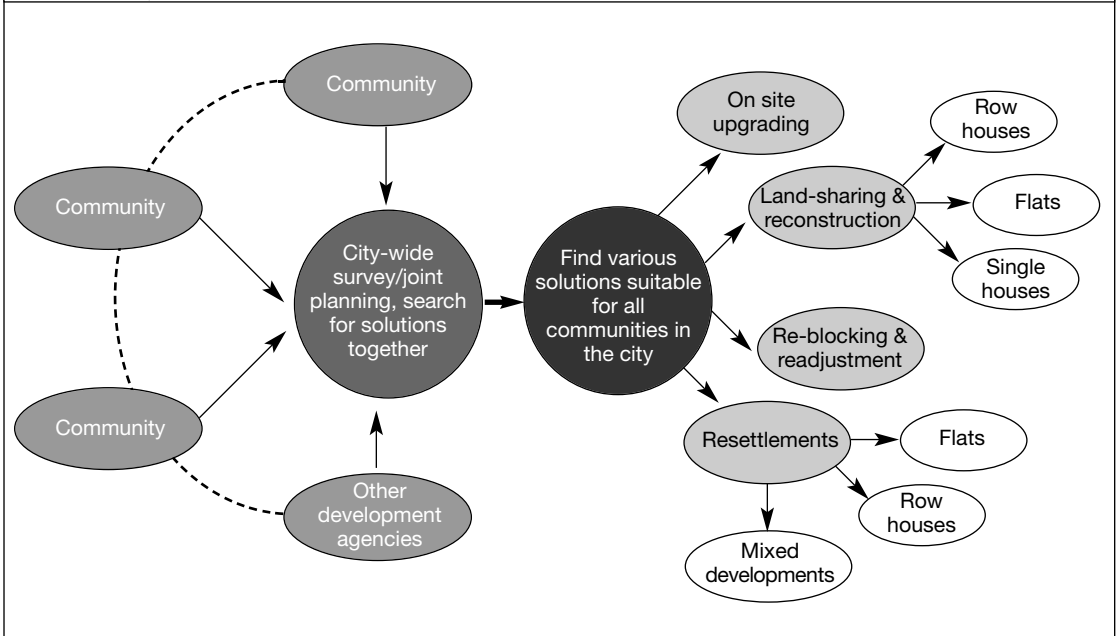 Community
Community
Community
Other
development
agencies
City-wide
survey/joint
planning, search
for solutions
together
Find various
solutions suitable
for all
communities in
the city
On site
upgrading
Land-sharing &
reconstruction
Row
houses
Flats
Single
houses
Re-blocking &
readjustment
Resettlements
Flats
Row
houses
Mixed
developments